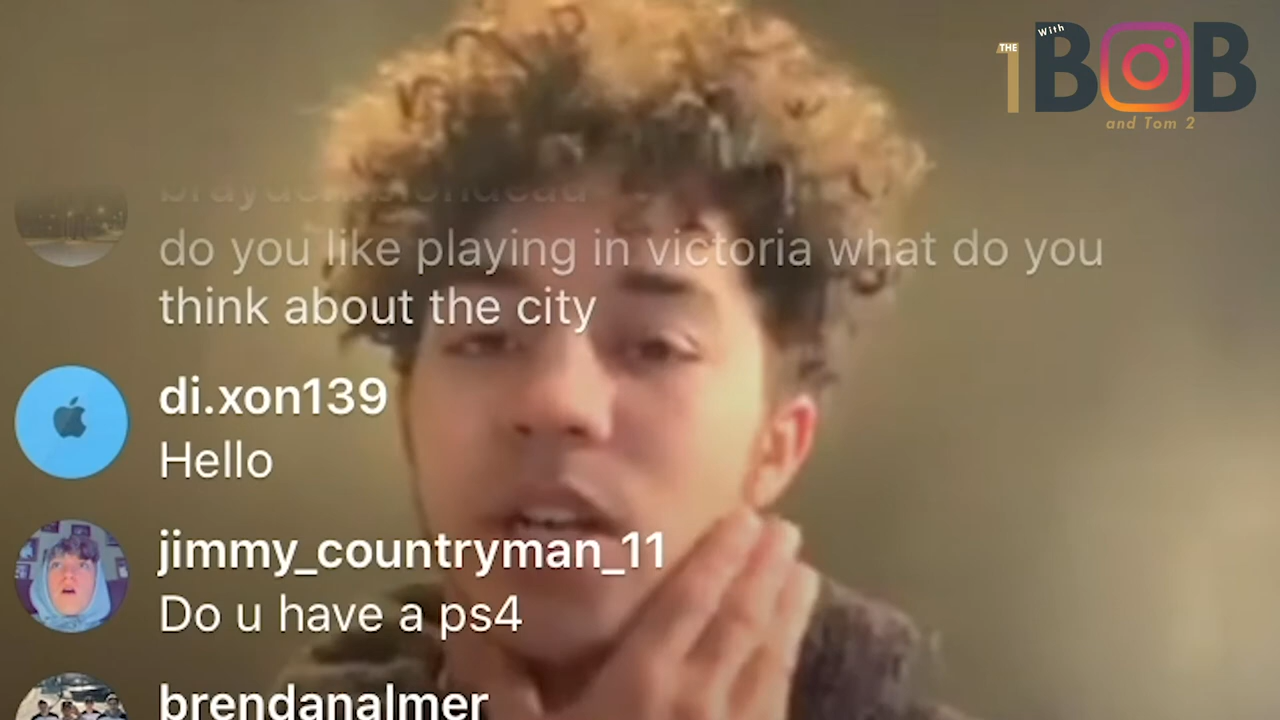 THE
1 With BOB
and Tom 2
do you like playing in victoria what do you
think about the city
di.xon139
Hello
jimmy_countryman_11
Do u have a ps4
brendanalmer